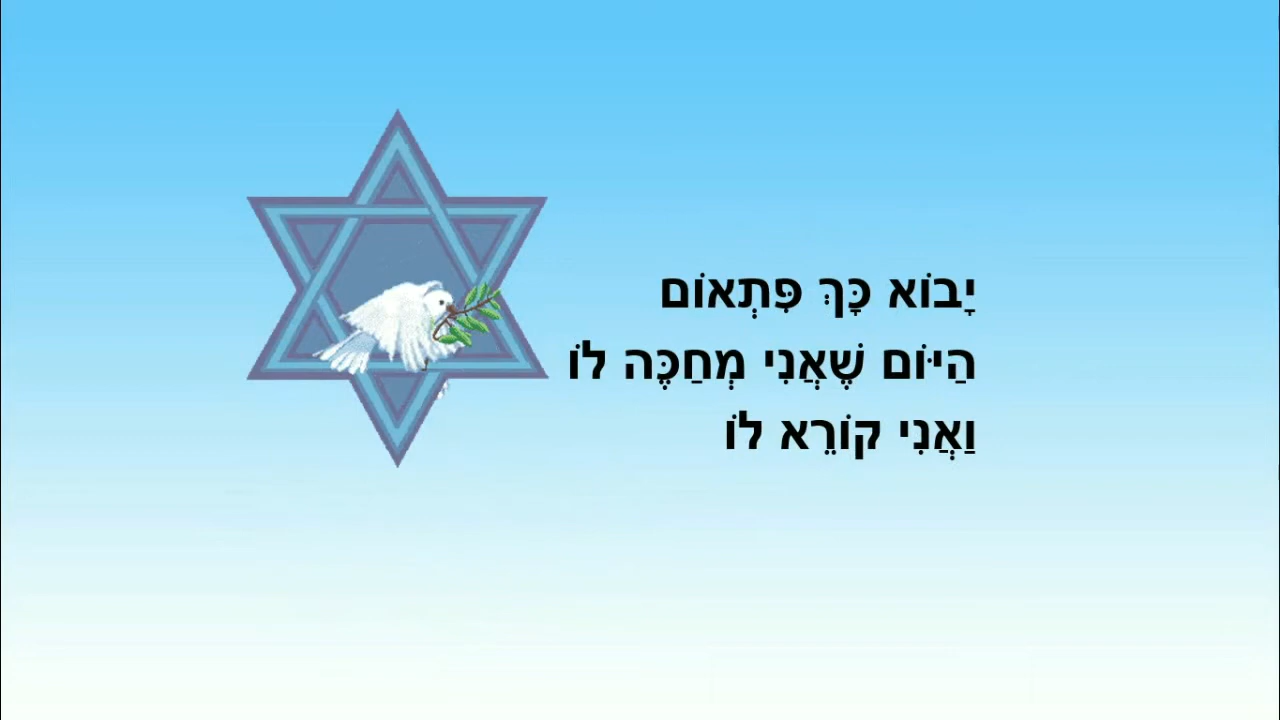 יָבוֹא כָּךְ פִּתְאוֹם
הַיּוֹם שֶׁאֲנִי מְחַכֶּה לוֹ
וַאֲנִי קוֹרֵא לוֹ